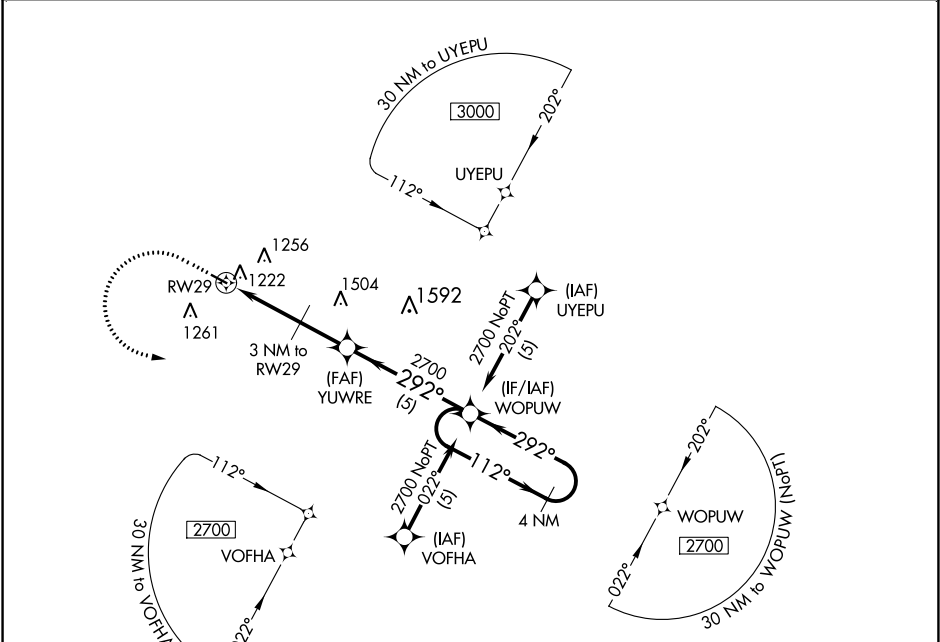 30 NM to UYEPU
3000
202°
UYEPU
112°
1256
RW29
1222
1504
1592
1261
(IAF)
UYEPU
2700 NoPT
202°
(5)
3 NM to
RW29
(FAF)
YUWRE
2700
292°
(5)
(IF/IAF)
WOPUW
292°
112°
4 NM
2700 NoPT
022°
(5)
(IAF)
VOFHA
112°
2700
VOFHA
30 NM to VOFHA
022°
202°
WOPUW
2700
022°
30 NM to WOPUW (NoPT)